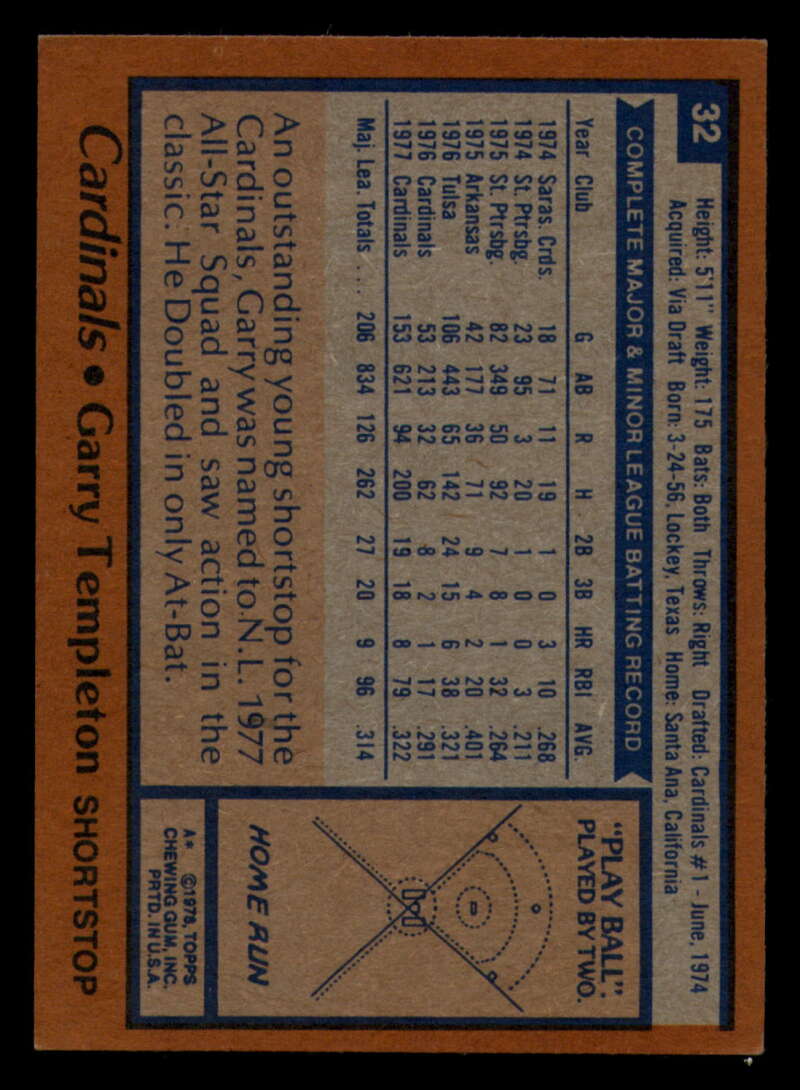 32
Height: 5'11" Weight: 175 Bats: Both Throws: Right Drafted: Cardinals #1 - June, 1974
Acquired: Via Draft Born: 3-24-56, Lockey, Texas Home: Santa Ana, California
COMPLETE MAJOR & MINOR LEAGUE BATTING RECORD
Year Club G AB R H 2B 3B HR RBI AVG.
1974 Saras. Crds. 18 71 11 19 1 0 3 10 .268
1974 St. Ptrsbg. 23 95 3 20 1 0 0 3 .211
1975 St. Ptrsbg. 82 349 50 92 7 8 1 32 .264
1975 Arkansas 42 177 36 71 9 4 2 20 .401
1976 Tulsa 106 443 65 142 24 15 6 38 .321
1976 Cardinals 53 213 32 62 8 2 1 17 .291
1977 Cardinals 153 621 94 200 19 18 8 79 .322
Maj. Lea. Totals .... 206 834 126 262 27 20 9 96 .314
An outstanding young shortstop for the
Cardinals, Garry was named to N.L. 1977
All-Star Squad and saw action in the
classic. He Doubled in only At-Bat.
"PLAY BALL".
PLAYED BY TWO.
HOME RUN
A* ©1978, TOPPS
CHEWING GUM, INC.
PRTD. IN U.S.A.
Cardinals • Garry Templeton SHORTSTOP